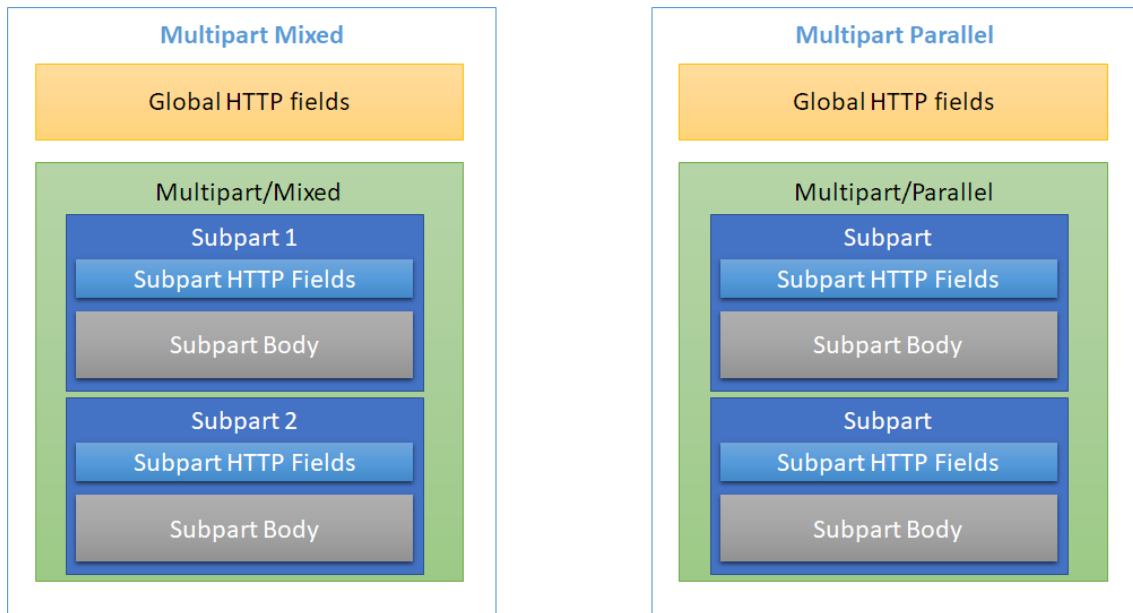 Multipart Mixed
Global HTTP fields
Multipart/Mixed
Subpart 1
Subpart HTTP Fields
Subpart Body
Subpart 2
Subpart HTTP Fields
Subpart Body
Multipart Parallel
Global HTTP fields
Multipart/Parallel
Subpart
Subpart HTTP Fields
Subpart Body
Subpart
Subpart HTTP Fields
Subpart Body